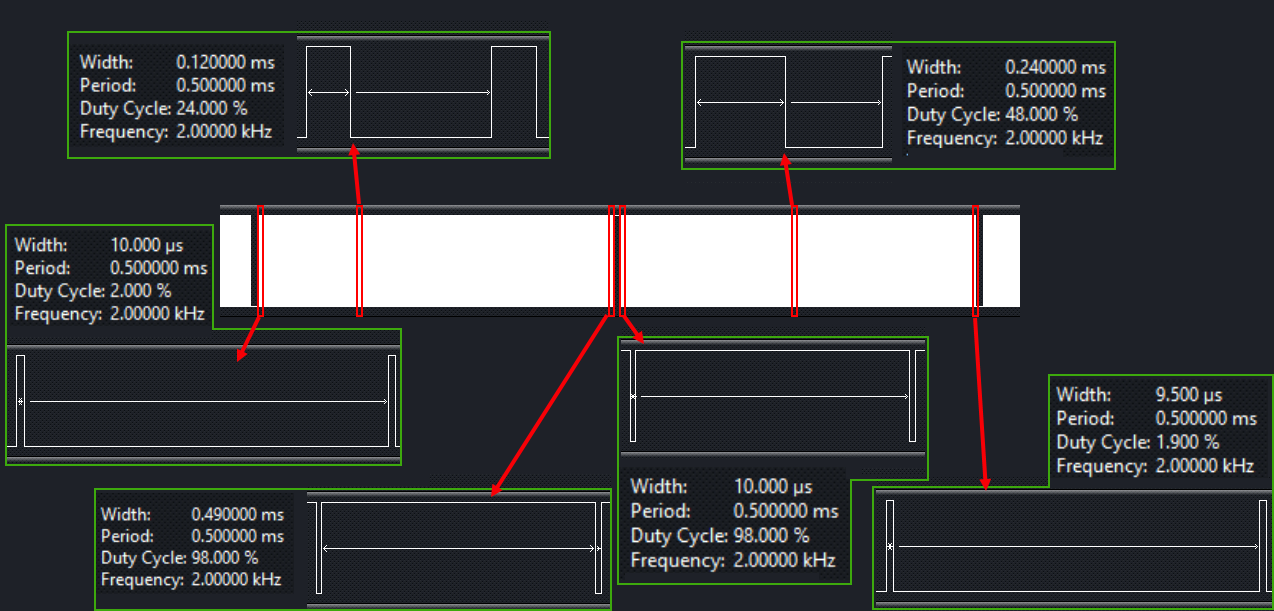 Width: 0.120000 ms
Period: 0.500000 ms
Duty Cycle: 24.000 %
Frequency: 2.00000 kHz
Width: 0.240000 ms
Period: 0.500000 ms
Duty Cycle: 48.000 %
Frequency: 2.00000 kHz
Width: 10.000 µs
Period: 0.500000 ms
Duty Cycle: 2.000 %
Frequency: 2.00000 kHz
Width: 9.500 µs
Period: 0.500000 ms
Duty Cycle: 1.900 %
Frequency: 2.00000 kHz
Width: 0.490000 ms
Period: 0.500000 ms
Duty Cycle: 98.000 %
Frequency: 2.00000 kHz
Width: 10.000 µs
Period: 0.500000 ms
Duty Cycle: 98.000 %
Frequency: 2.00000 kHz